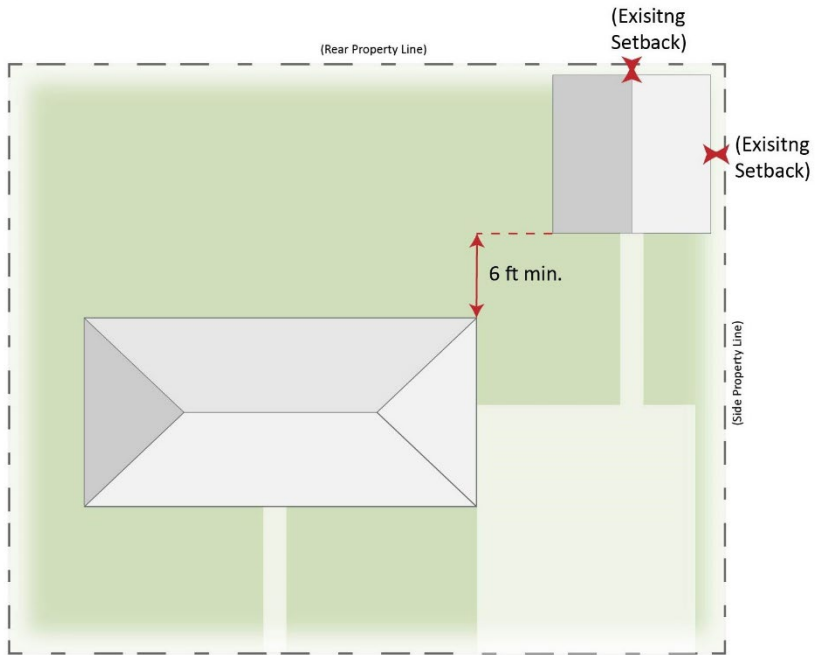 (Exisitng
Setback)
(Rear Property Line)
(Exisitng
Setback)
6 ft min.
(Side Property Line)